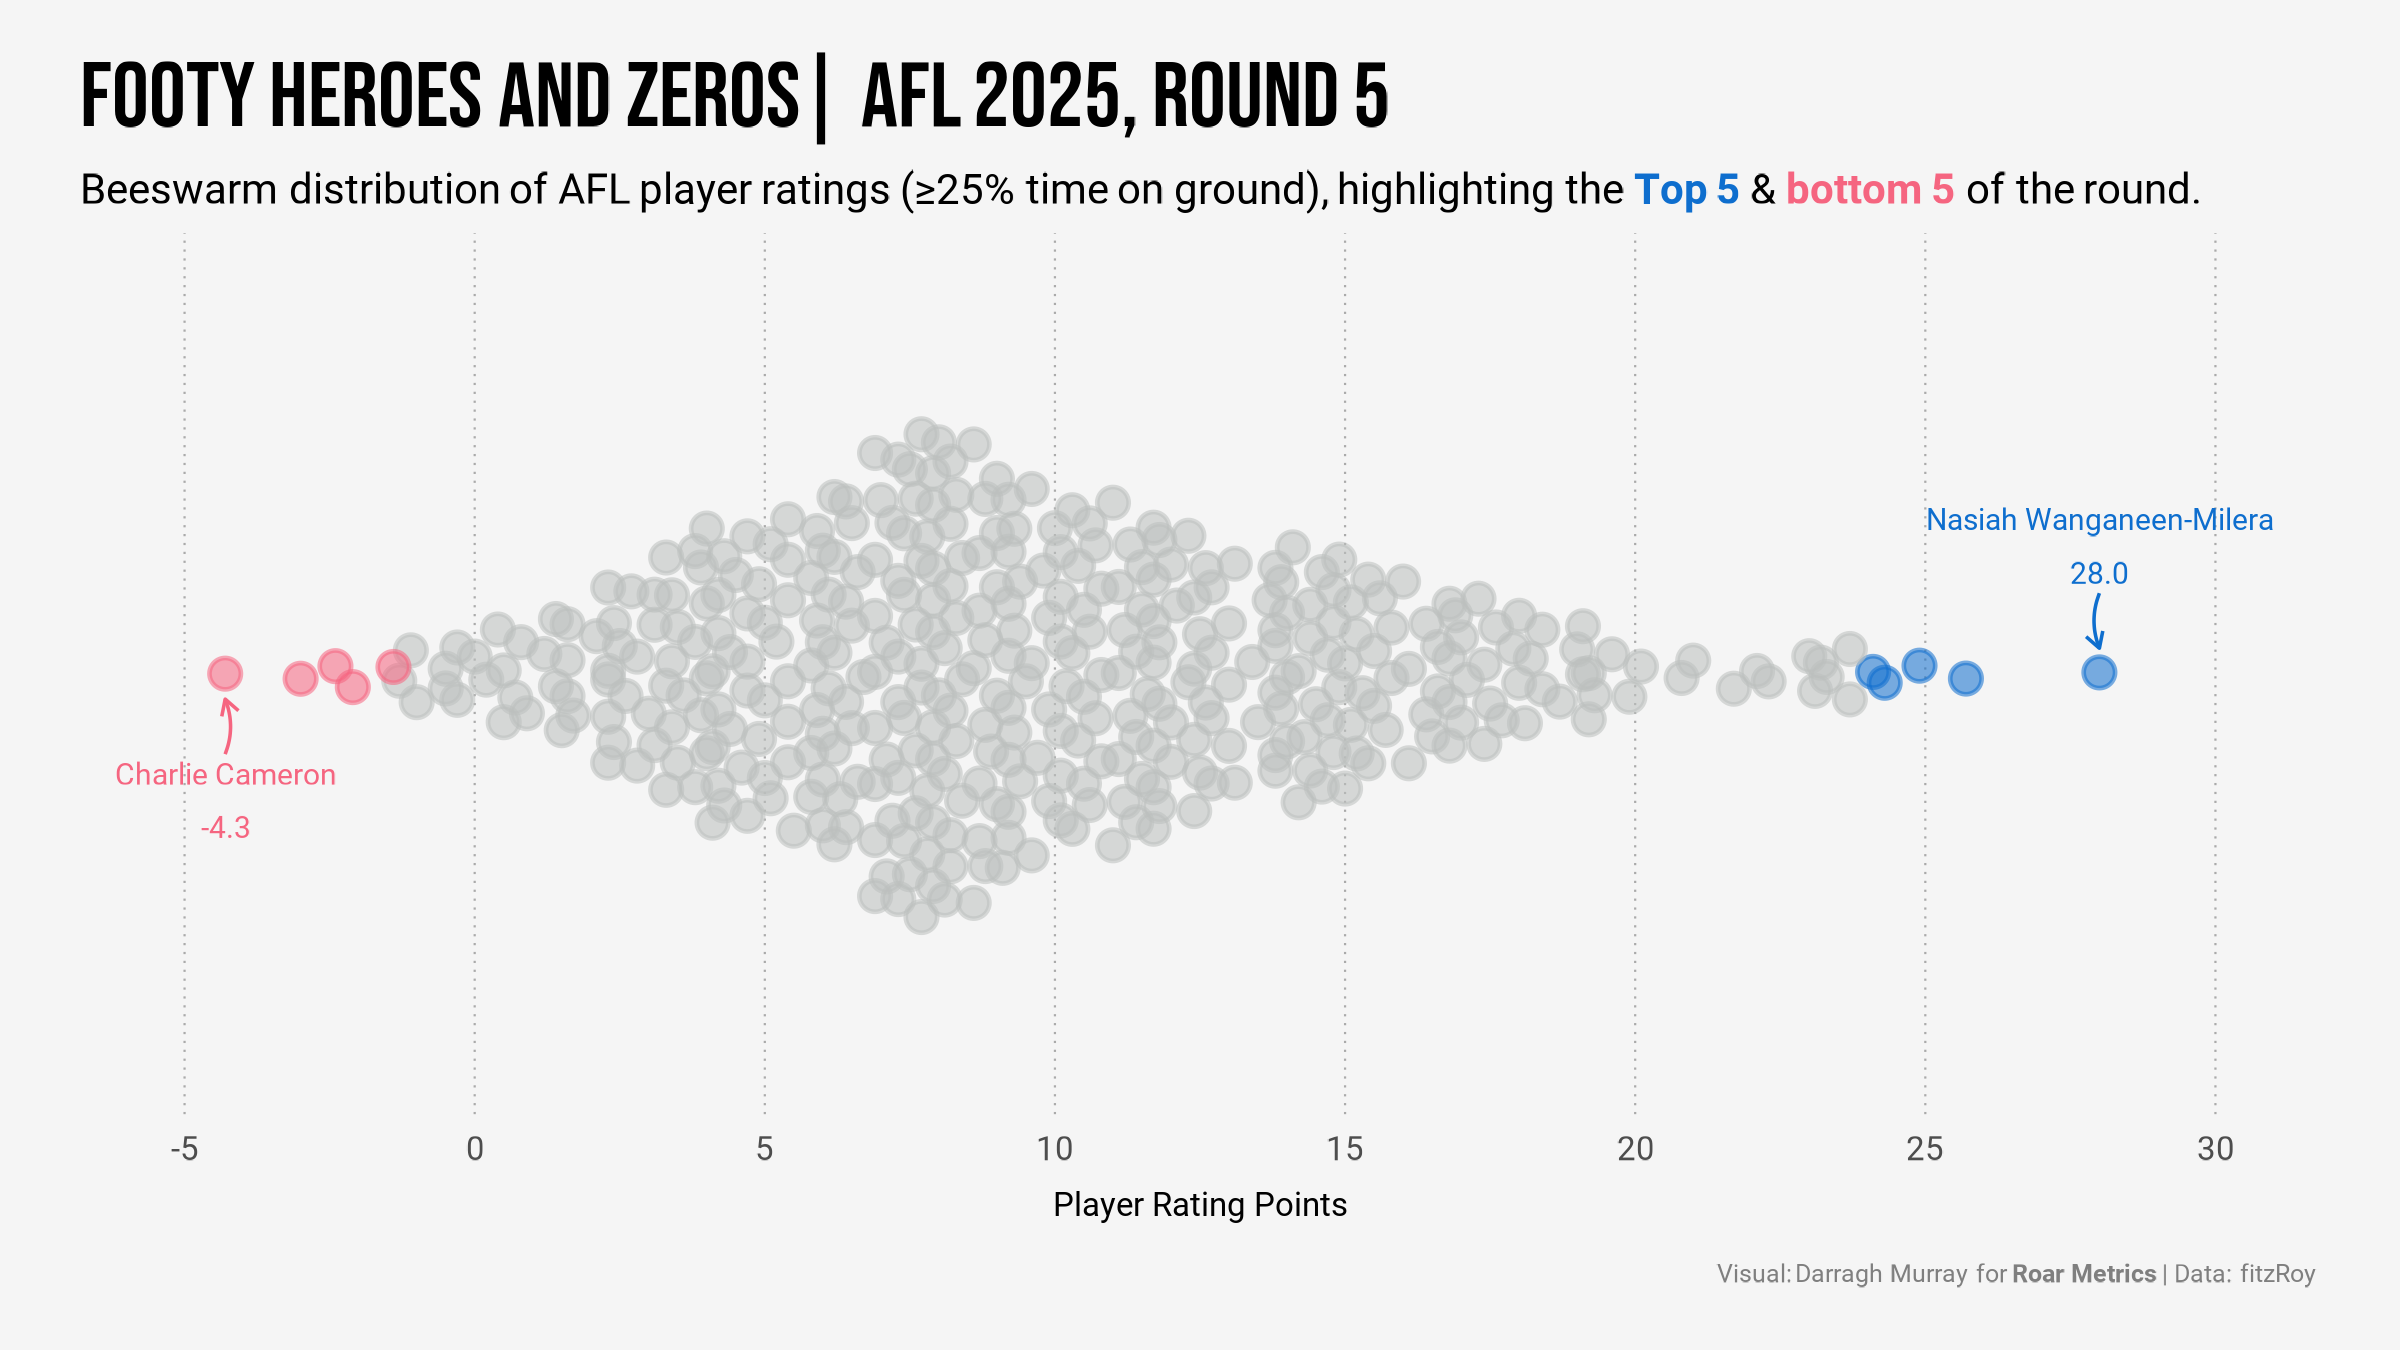 FOOTY HEROES AND ZEROS| AFL 2025, ROUND 5
Beeswarm distribution of AFL player ratings (≥25% time on ground), highlighting the Top 5 & bottom 5 of the round.
Nasiah Wanganeen-Milera
28.0
Charlie Cameron
-4.3
-5 0 5 10 15 20 25 30
Player Rating Points
Visual: Darragh Murray for Roar Metrics | Data: fitzRoy